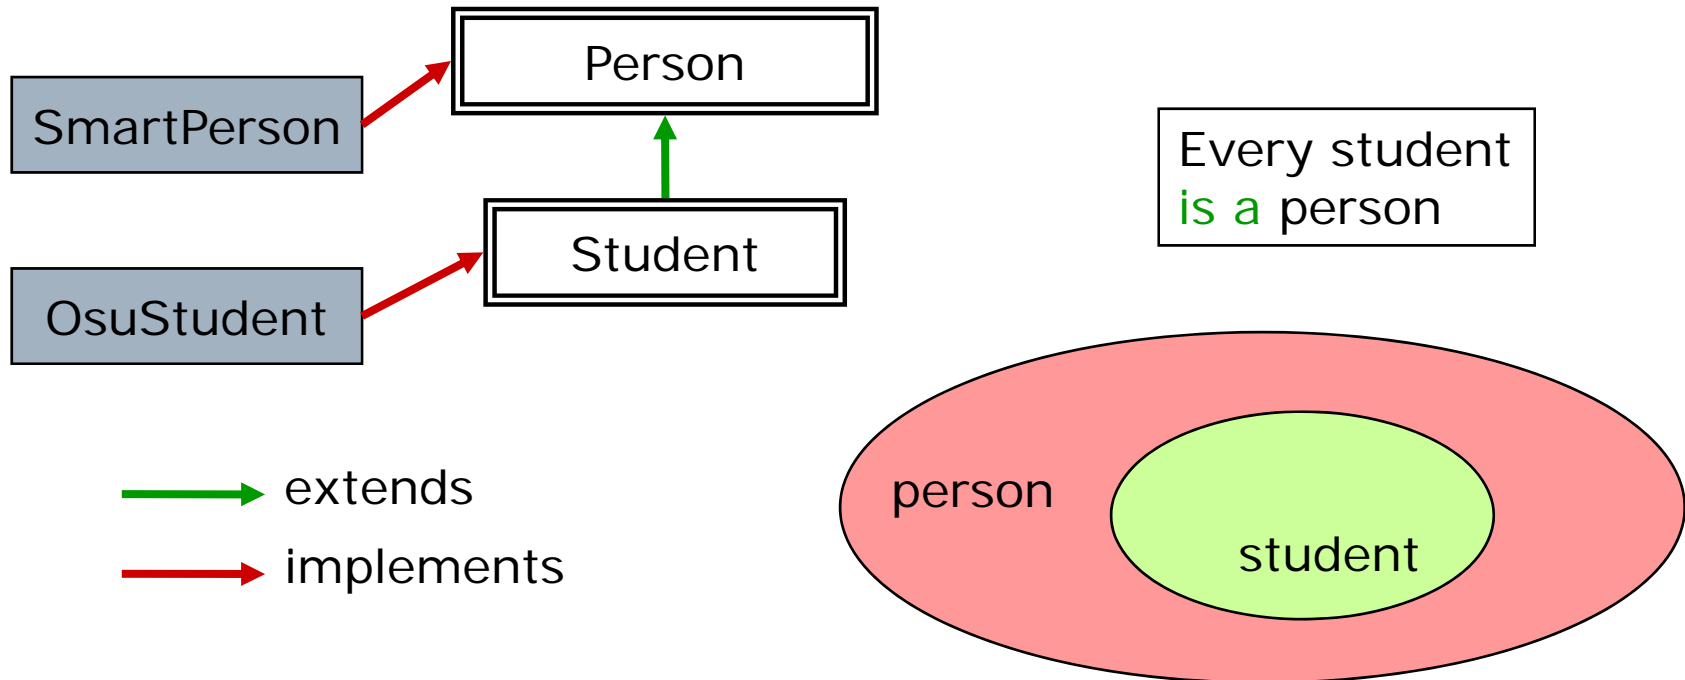 Person
SmartPerson
Student
OsuStudent
Every student
is a person
extends
implements
person
student